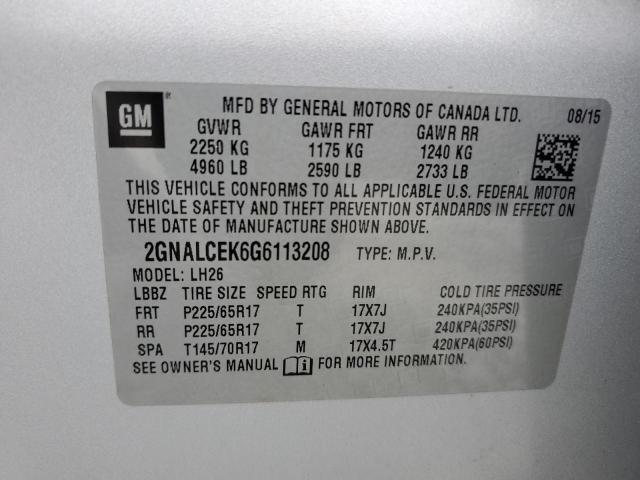 GM
MFD BY GENERAL MOTORS OF CANADA LTD. 08/15
GVWR GAWR FRT GAWR RR
2250 KG 1175 KG 1240 KG
4960 LB 2590 LB 2733 LB
THIS VEHICLE CONFORMS TO ALL APPLICABLE U.S. FEDERAL MOTOR
VEHICLE SAFETY AND THEFT PREVENTION STANDARDS IN EFFECT ON
THE DATE OF MANUFACTURE SHOWN ABOVE.
2GNALCEK6G6113208 TYPE: M.P.V.
MODEL: LH26
LBBZ TIRE SIZE SPEED RTG RIM COLD TIRE PRESSURE
FRT P225/65R17 T 17X7J 240KPA(35PSI)
RR P225/65R17 T 17X7J 240KPA(35PSI)
SPA T145/70R17 M 17X4.5T 420KPA(60PSI)
SEE OWNER'S MANUAL FOR MORE INFORMATION.